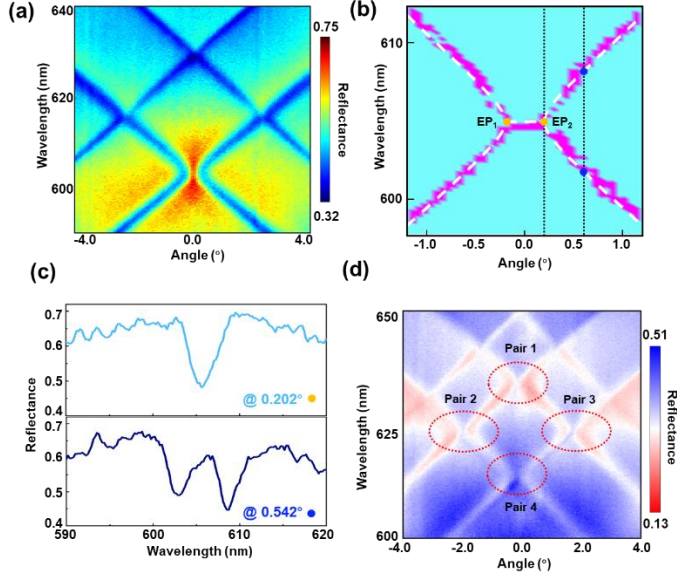 (a)
640
620
600
Wavelength (nm)
-4.0
0.0
4.0
Angle (°)
0.75
Reflectance
0.32
(b)
610
600
Wavelength (nm)
EP1
EP2
-1.0
-0.5
0.0
0.5
1.0
Angle (°)
(c)
0.7
0.6
0.5
0.4
@ 0.202°
Reflectance
0.7
0.6
0.5
0.4
@ 0.542°
590
600
610
620
Wavelength (nm)
(d)
650
625
600
Wavelength (nm)
Pair 1
Pair 2
Pair 3
Pair 4
-4.0
-2.0
0.0
2.0
4.0
Angle (°)
0.51
Reflectance
0.13